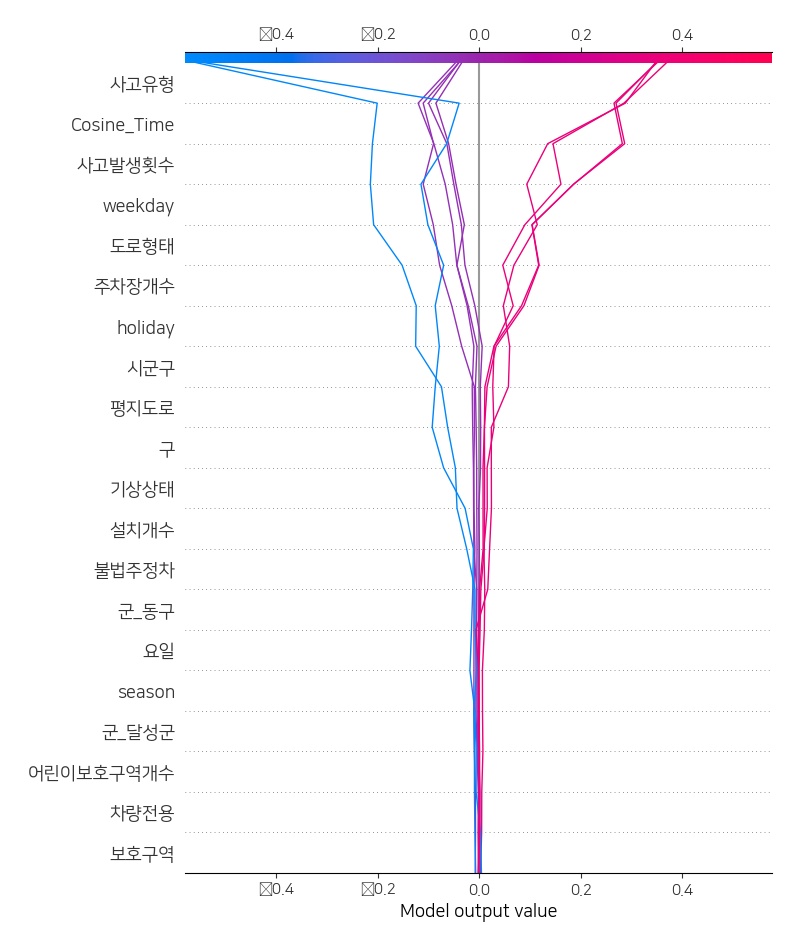 0.4 0.2 0.0 0.2 0.4
사고유형
Cosine_Time
사고발생횟수
weekday
도로형태
주차장개수
holiday
시군구
평지도로
구
기상상태
설치개수
불법주정차
군_동구
요일
season
군_달성군
어린이보호구역개수
차량전용
보호구역
0.4 0.2 0.0 0.2 0.4
Model output value